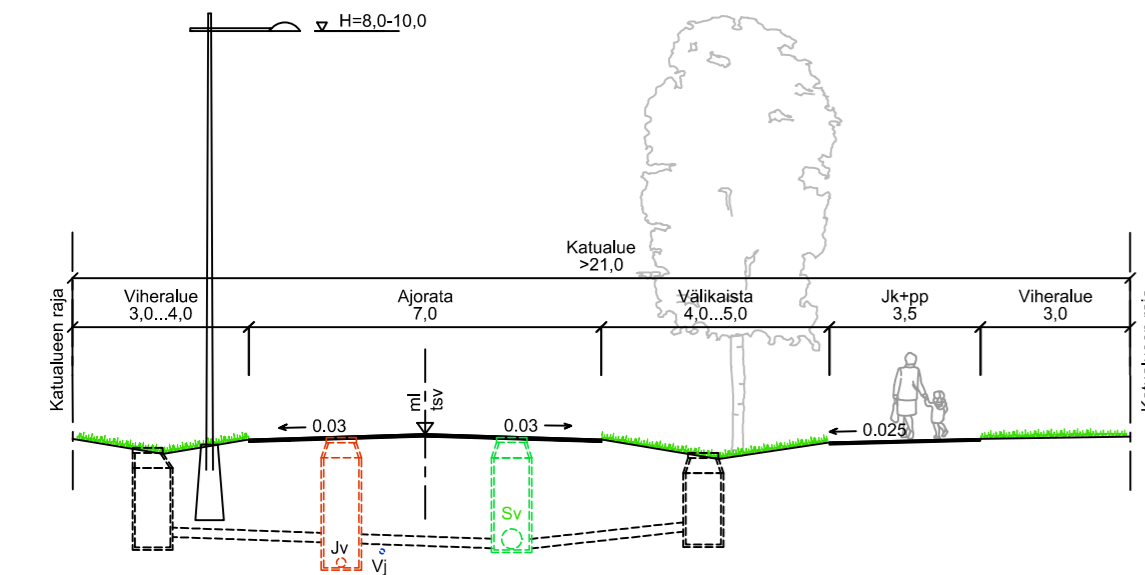 H=8,0-10,0
Katualue
>21,0
Katualueen raja
Viheralue
3,0...4,0
Ajorata
7,0
Välikaista
4,0...5,0
Jk+pp
3,5
Viheralue
3,0
Katualueen raja
ml
tsv
0.03
0.03
0.025
Sv
Jv
Vj